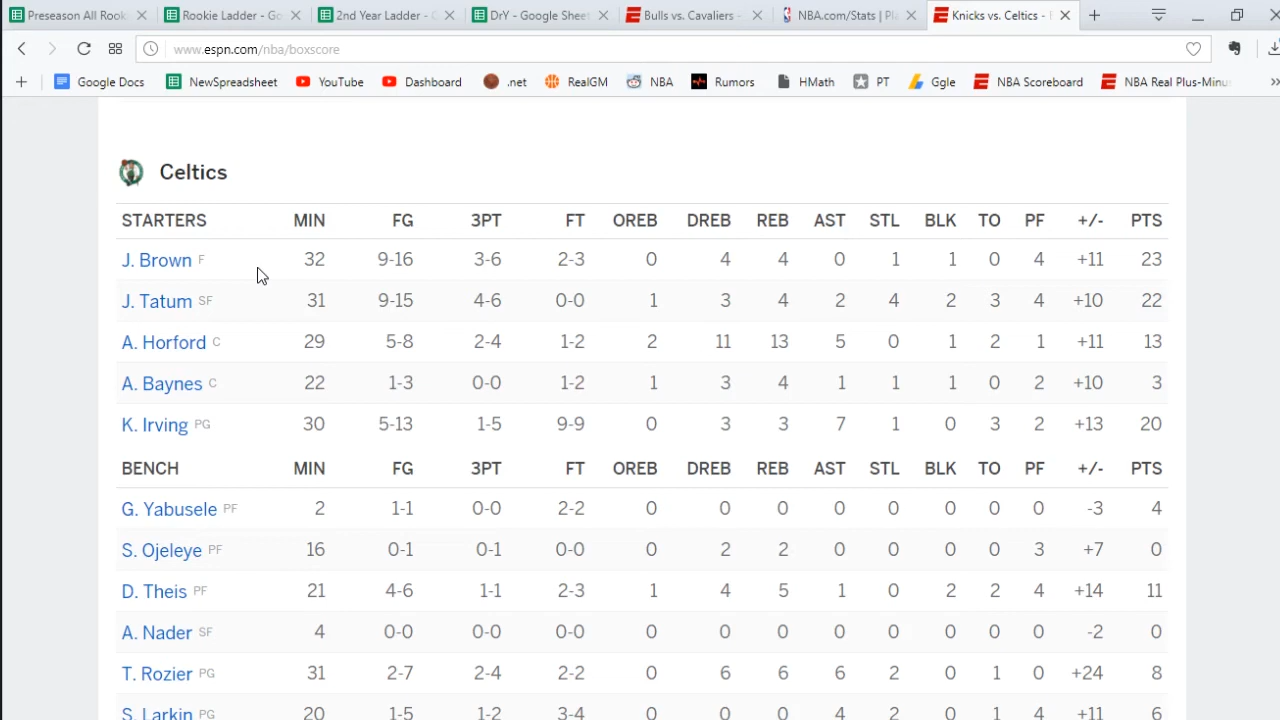 Preseason All Rook
Rookie Ladder - Go
2nd Year Ladder - C
DrY - Google Sheet
Bulls vs. Cavaliers -
NBA.com/Stats | Pl
Knicks vs. Celtics -
www.espn.com/nba/boxscore
Google Docs NewSpreadsheet YouTube Dashboard .net RealGM NBA Rumors HMath PT Ggle NBA Scoreboard NBA Real Plus-Minu
Celtics
STARTERS MIN FG 3PT FT OREB DREB REB AST STL BLK TO PF +/- PTS
J. Brown F 32 9-16 3-6 2-3 0 4 4 0 1 1 0 4 +11 23
J. Tatum SF 31 9-15 4-6 0-0 1 3 4 2 4 2 3 4 +10 22
A. Horford C 29 5-8 2-4 1-2 2 11 13 5 0 1 2 1 +11 13
A. Baynes C 22 1-3 0-0 1-2 1 3 4 1 1 1 0 2 +10 3
K. Irving PG 30 5-13 1-5 9-9 0 3 3 7 1 0 3 2 +13 20
BENCH MIN FG 3PT FT OREB DREB REB AST STL BLK TO PF +/- PTS
G. Yabusele PF 2 1-1 0-0 2-2 0 0 0 0 0 0 0 0 -3 4
S. Ojeleye PF 16 0-1 0-1 0-0 0 2 2 0 0 0 0 3 +7 0
D. Theis PF 21 4-6 1-1 2-3 1 4 5 1 0 2 2 4 +14 11
A. Nader SF 4 0-0 0-0 0-0 0 0 0 0 0 0 0 0 -2 0
T. Rozier PG 31 2-7 2-4 2-2 0 6 6 6 2 0 1 0 +24 8
S. Larkin PG 20 1-5 1-2 3-4 0 0 0 4 2 0 1 4 +11 6